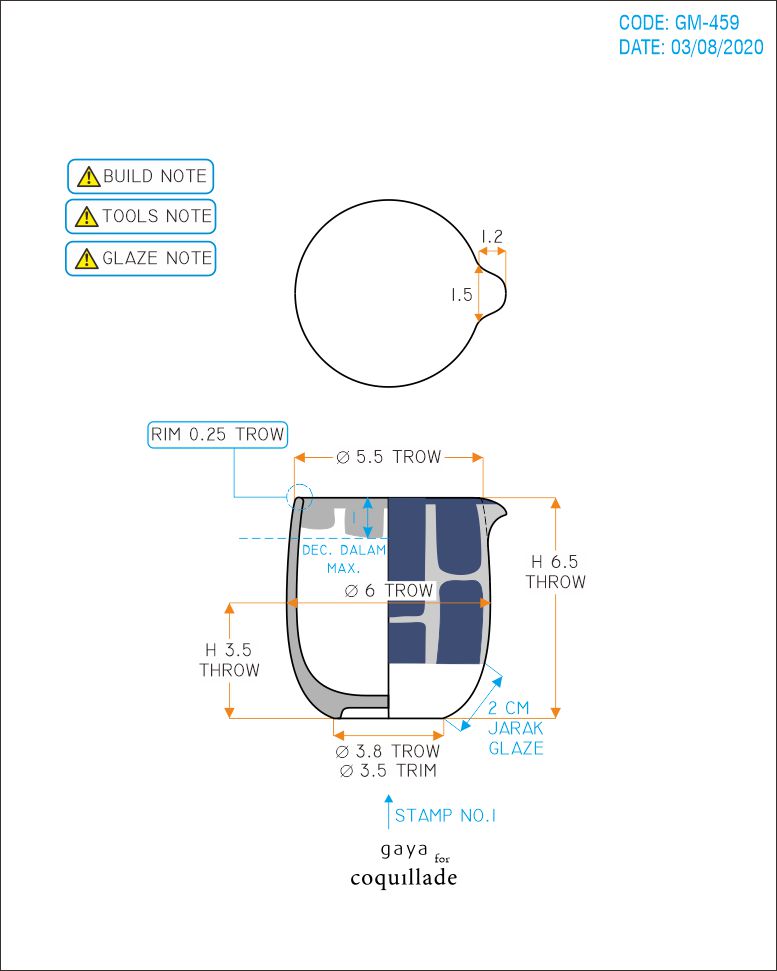 CODE: GM-459
DATE: 03/08/2020
BUILD NOTE
TOOLS NOTE
GLAZE NOTE
1.2
1.5
RIM 0.25 TROW
Ø 5.5 TROW
1
DEC. DALAM
MAX.
H 6.5
THROW
Ø 6 TROW
H 3.5
THROW
2 CM
JARAK
GLAZE
Ø 3.8 TROW
Ø 3.5 TRIM
STAMP NO.1
gaya for
coquillade